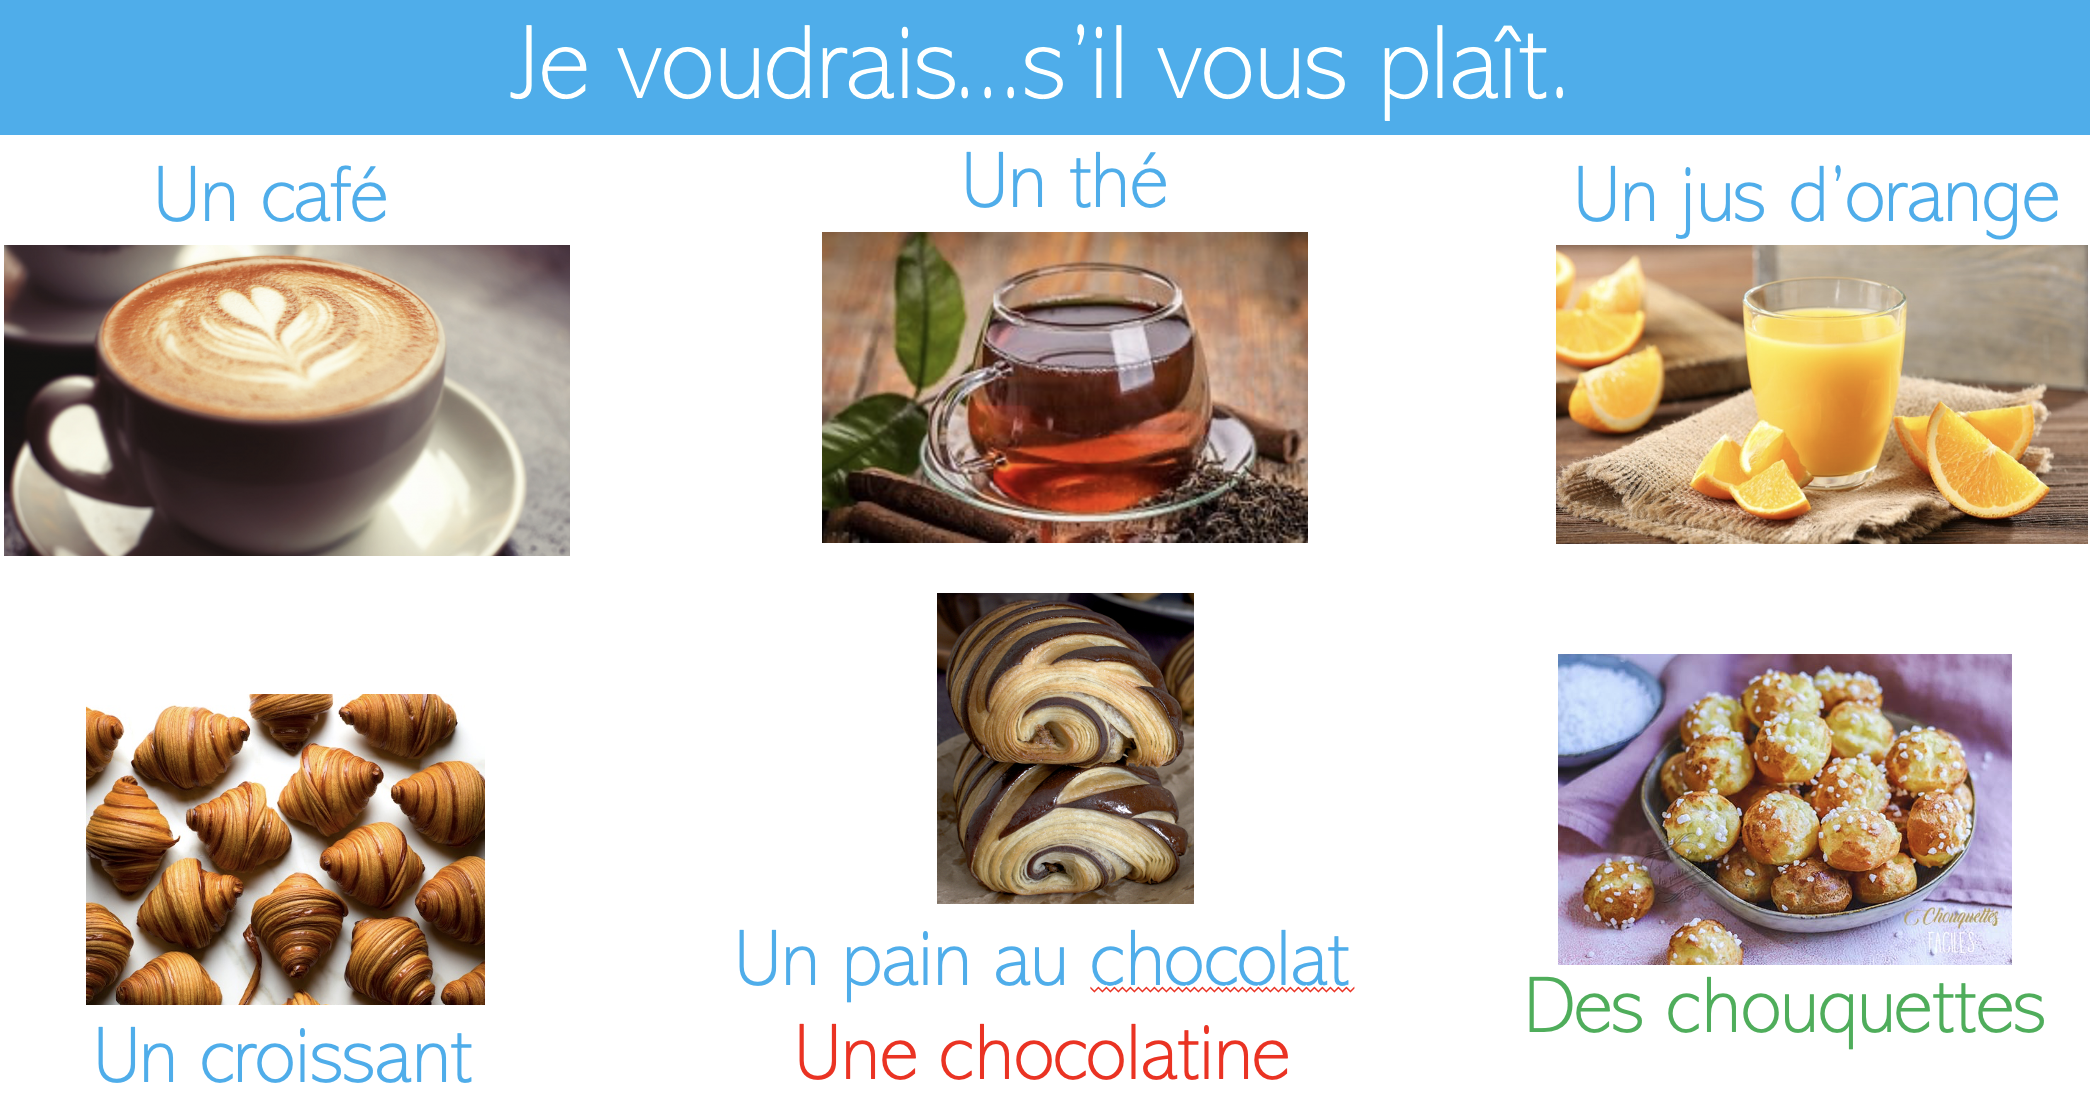 Je voudrais...s'il vous plaît.
Un café
Un thé
Un jus d'orange
Chouquettes
FACILES
Un croissant
Un pain au chocolat
Une chocolatine
Des chouquettes